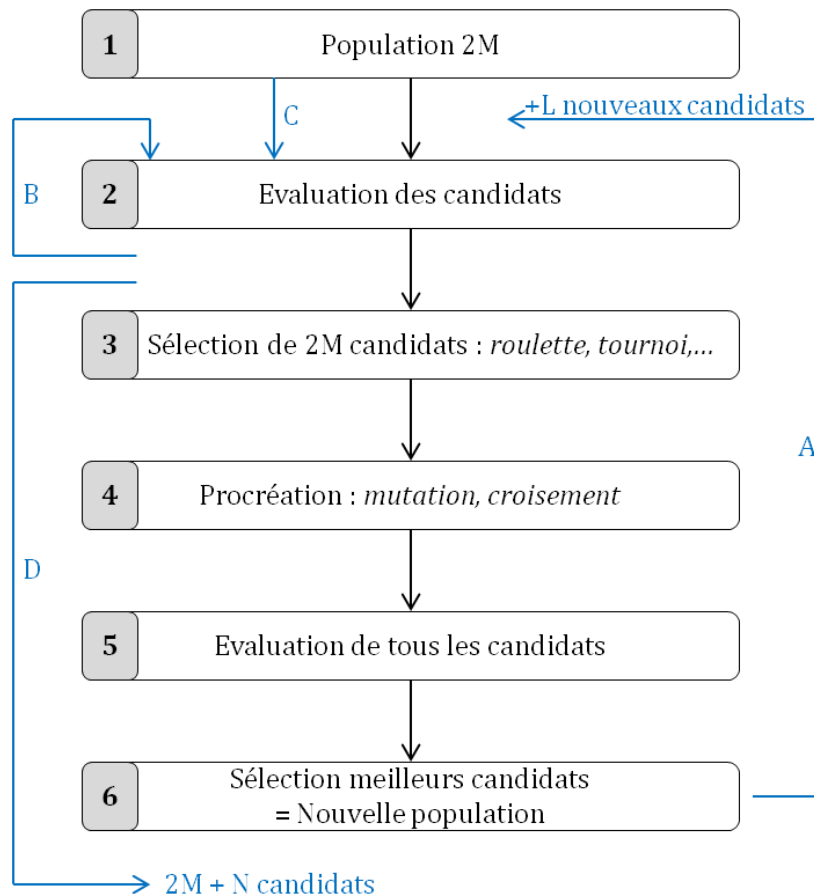 1 Population 2M
+L nouveaux candidats
C
B
2 Evaluation des candidats
3 Sélection de 2M candidats : roulette, tournoi,...
A
4 Procréation : mutation, croisement
D
5 Evaluation de tous les candidats
6 Sélection meilleurs candidats
= Nouvelle population
2M + N candidats